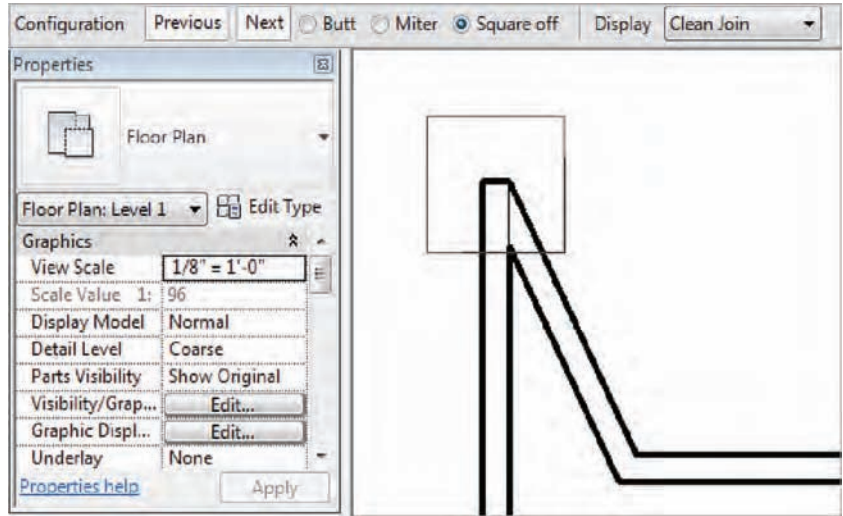 Configuration Previous Next Butt Miter Square off Display Clean Join
Properties
Floor Plan
Floor Plan: Level 1 Edit Type
Graphics
View Scale 1/8" = 1'-0"
Scale Value 1: 96
Display Model Normal
Detail Level Coarse
Parts Visibility Show Original
Visibility/Grap... Edit...
Graphic Displ... Edit...
Underlay None
Properties help Apply